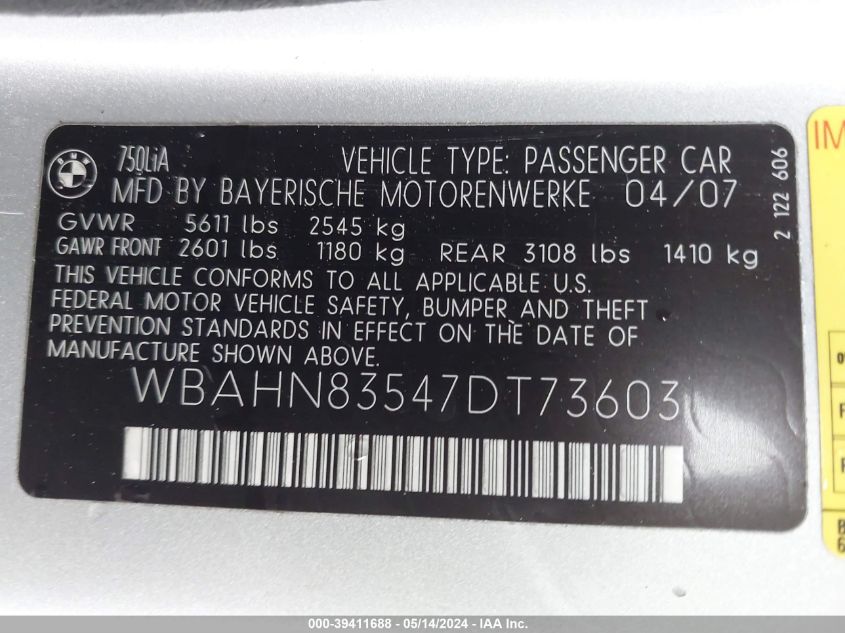 BMW
750LiA VEHICLE TYPE: PASSENGER CAR
MFD BY BAYERISCHE MOTORENWERKE 04/07
GVWR 5611 lbs 2545 kg
GAWR FRONT 2601 lbs 1180 kg REAR 3108 lbs 1410 kg
THIS VEHICLE CONFORMS TO ALL APPLICABLE U.S.
FEDERAL MOTOR VEHICLE SAFETY, BUMPER, AND THEFT
PREVENTION STANDARDS IN EFFECT ON THE DATE OF
MANUFACTURE SHOWN ABOVE.
WBAHN83547DT73603
2 122 606
IM
000-39411688 - 05/14/2024 - IAA Inc.